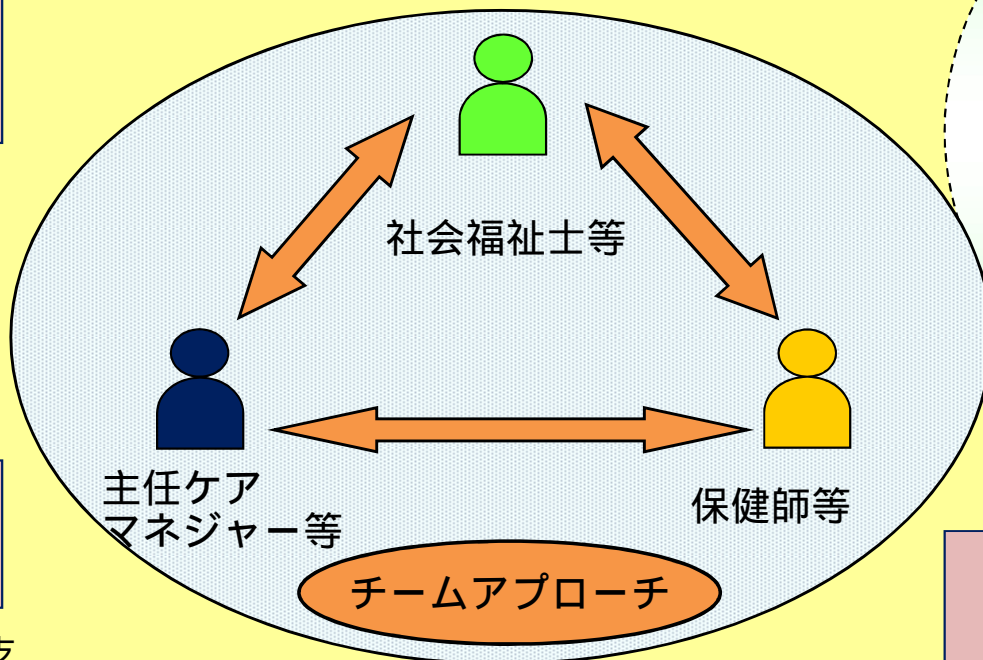 社会福祉士等
主任ケア
マネジャー等
保健師等
チームアプローチ
支